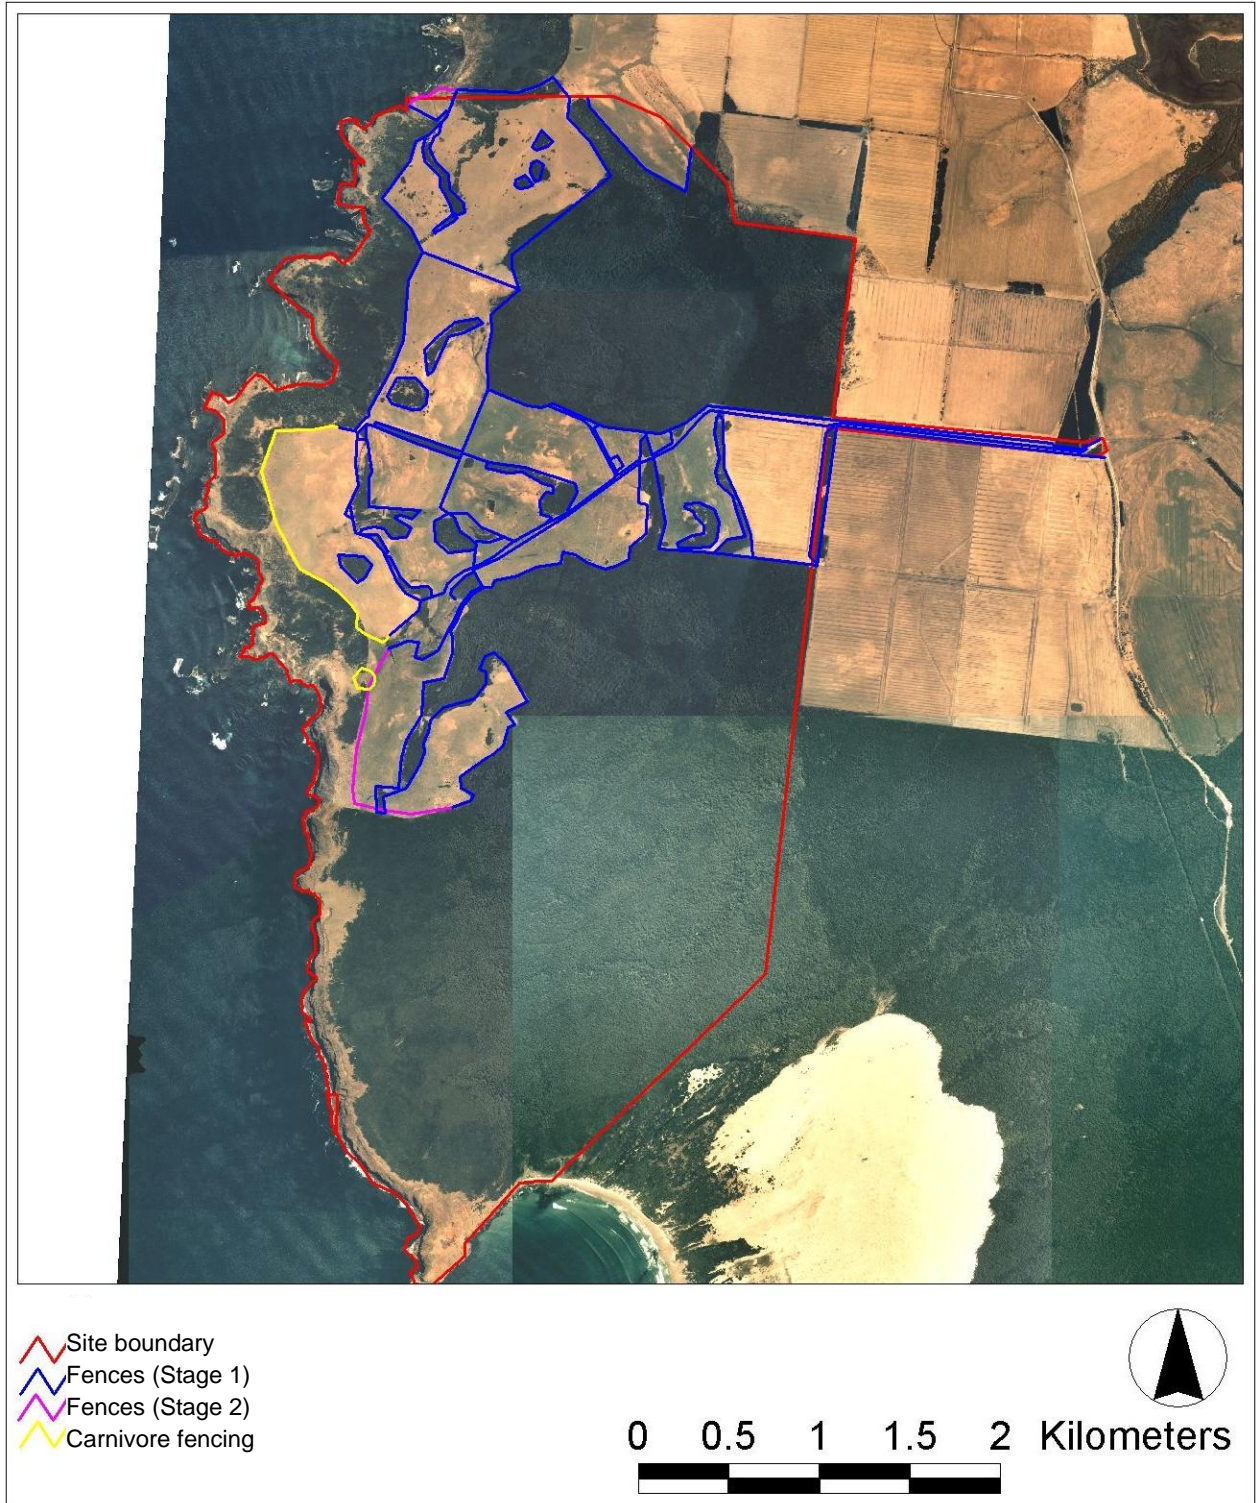 Site boundary
Fences (Stage 1)
Fences (Stage 2)
Carnivore fencing
0 0.5 1 1.5 2 Kilometers